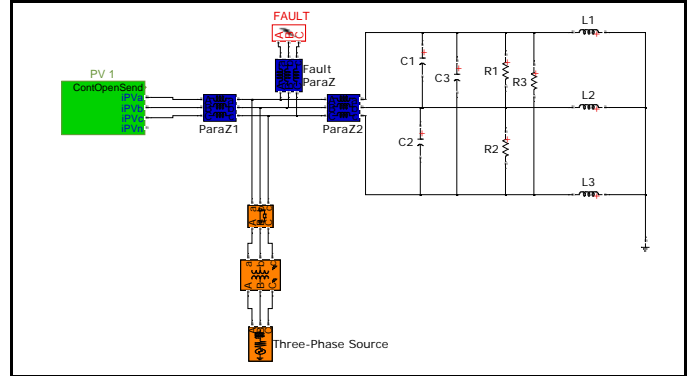 FAULT
A B C
L1
PV 1
ContOpenSend
iPVa
iPVb
iPVc
iPVn
Fault
ParaZ
C1
C3
R1
R3
ParaZ1
ParaZ2
L2
C2
R2
L3
a
A B C
a b c
A B C
Three-Phase Source